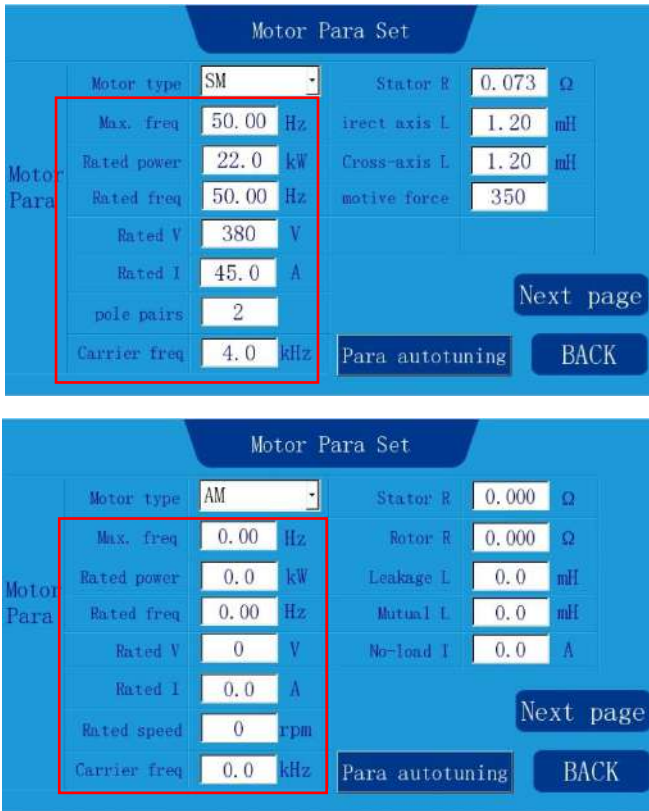 Motor Para Set
Motor type SM Stator R 0.073 Ω
Max. freq 50.00 Hz irect axis L 1.20 mH
Rated power 22.0 kW Cross-axis L 1.20 mH
Motor Para
Rated freq 50.00 Hz motive force 350
Rated V 380 V
Rated I 45.0 A
Next page
pole pairs 2
Carrier freq 4.0 kHz Para autotuning BACK
Motor Para Set
Motor type AM Stator R 0.000 Ω
Max. freq 0.00 Hz Rotor R 0.000 Ω
Rated power 0.0 kW Leakage L 0.0 mH
Motor Para
Rated freq 0.00 Hz Mutual L 0.0 mH
Rated V 0 V No-load I 0.0 A
Rated I 0.0 A
Next page
Rated speed 0 rpm
Carrier freq 0.0 kHz Para autotuning BACK